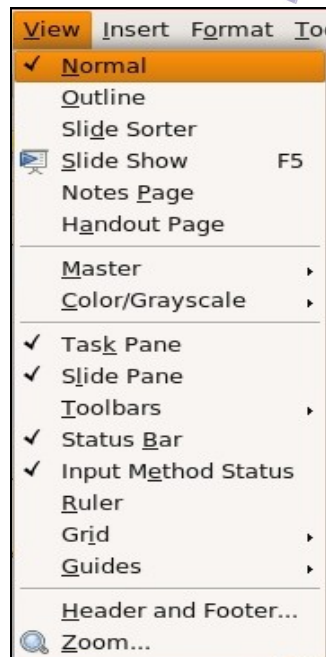 View Insert Format Too
Normal
Outline
Slide Sorter
Slide Show F5
Notes Page
Handout Page
Master
Color/Grayscale
Task Pane
Slide Pane
Toolbars
Status Bar
Input Method Status
Ruler
Grid
Guides
Header and Footer...
Zoom...